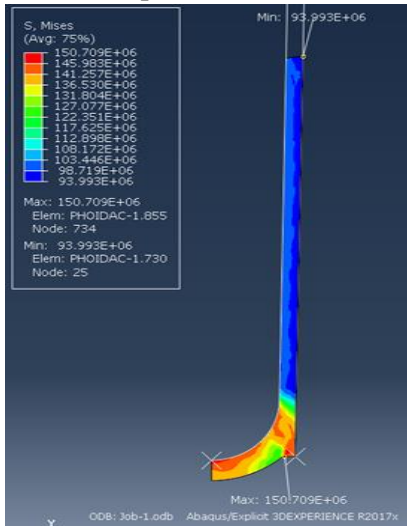 Min: 93.993E+06
S, Mises
(Avg: 75%)
150.709E+06
145.983E+06
141.257E+06
136.530E+06
131.804E+06
127.077E+06
122.351E+06
117.625E+06
112.898E+06
108.172E+06
103.446E+06
98.719E+06
93.993E+06
Max: 150.709E+06
Elem: PHOIDAC-1.855
Node: 734
Min: 93.993E+06
Elem: PHOIDAC-1.730
Node: 25
Max: 150.709E+06
ODB: Job-1.odb Abaqus/Explicit 3DEXPERIENCE R2017x
X